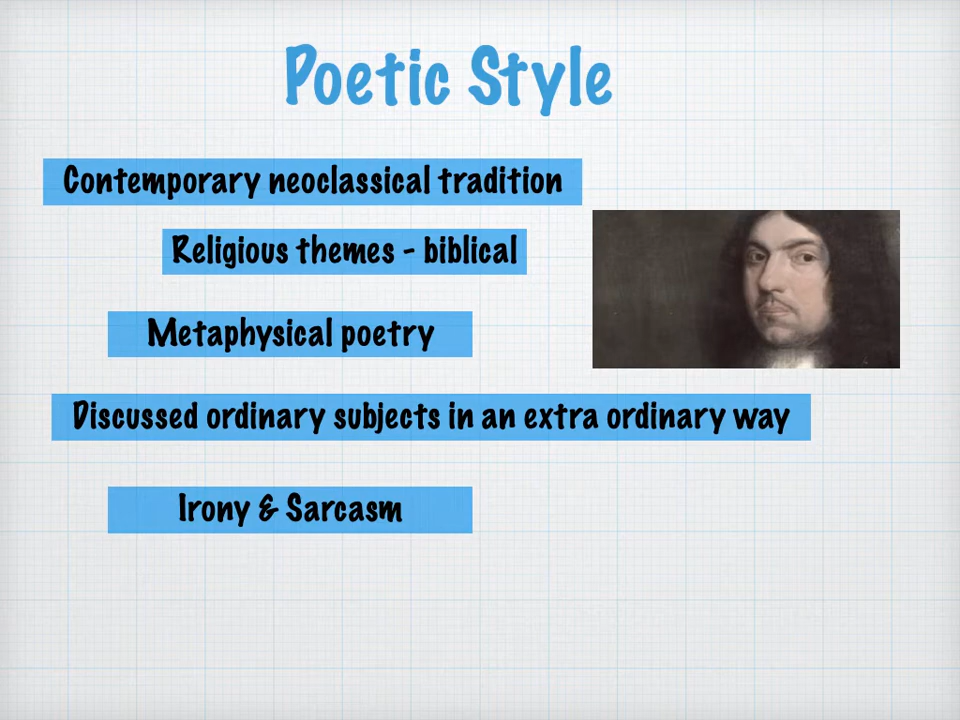 Poetic Style
Contemporary neoclassical tradition
Religious themes - biblical
Metaphysical poetry
Discussed ordinary subjects in an extra ordinary way
Irony & Sarcasm